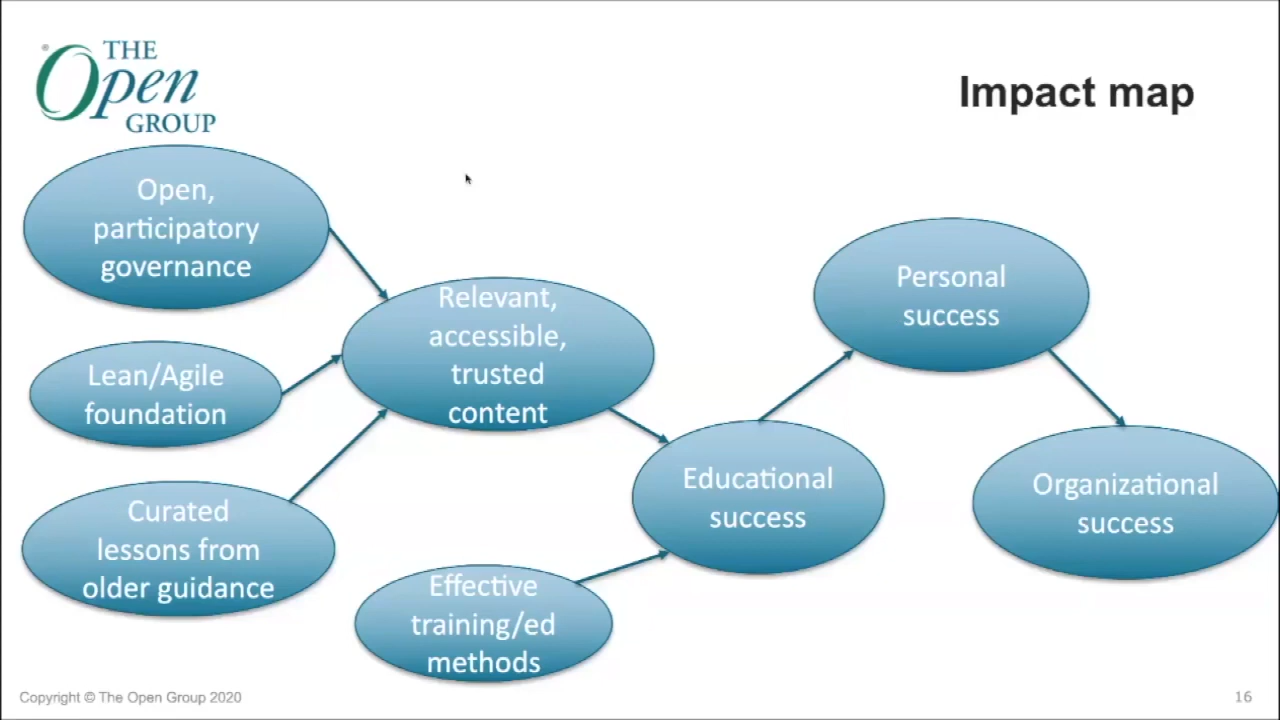 ®
THE
Open
GROUP
Impact map
Open,
participatory
governance
Relevant,
accessible,
trusted
content
Personal
success
Lean/Agile
foundation
Educational
success
Organizational
success
Curated
lessons from
older guidance
Effective
training/ed
methods
Copyright © The Open Group 2020
16